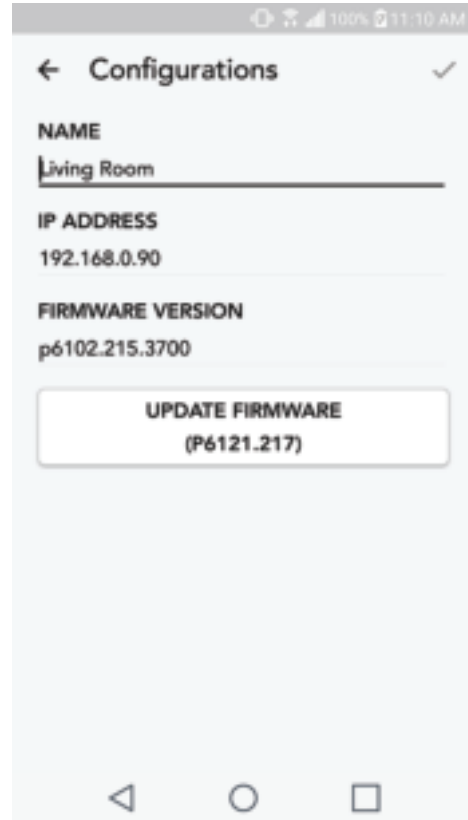 100% 11:10 AM
Configurations
NAME
Living Room
IP ADDRESS
192.168.0.90
FIRMWARE VERSION
p6102.215.3700
UPDATE FIRMWARE
(P6121.217)